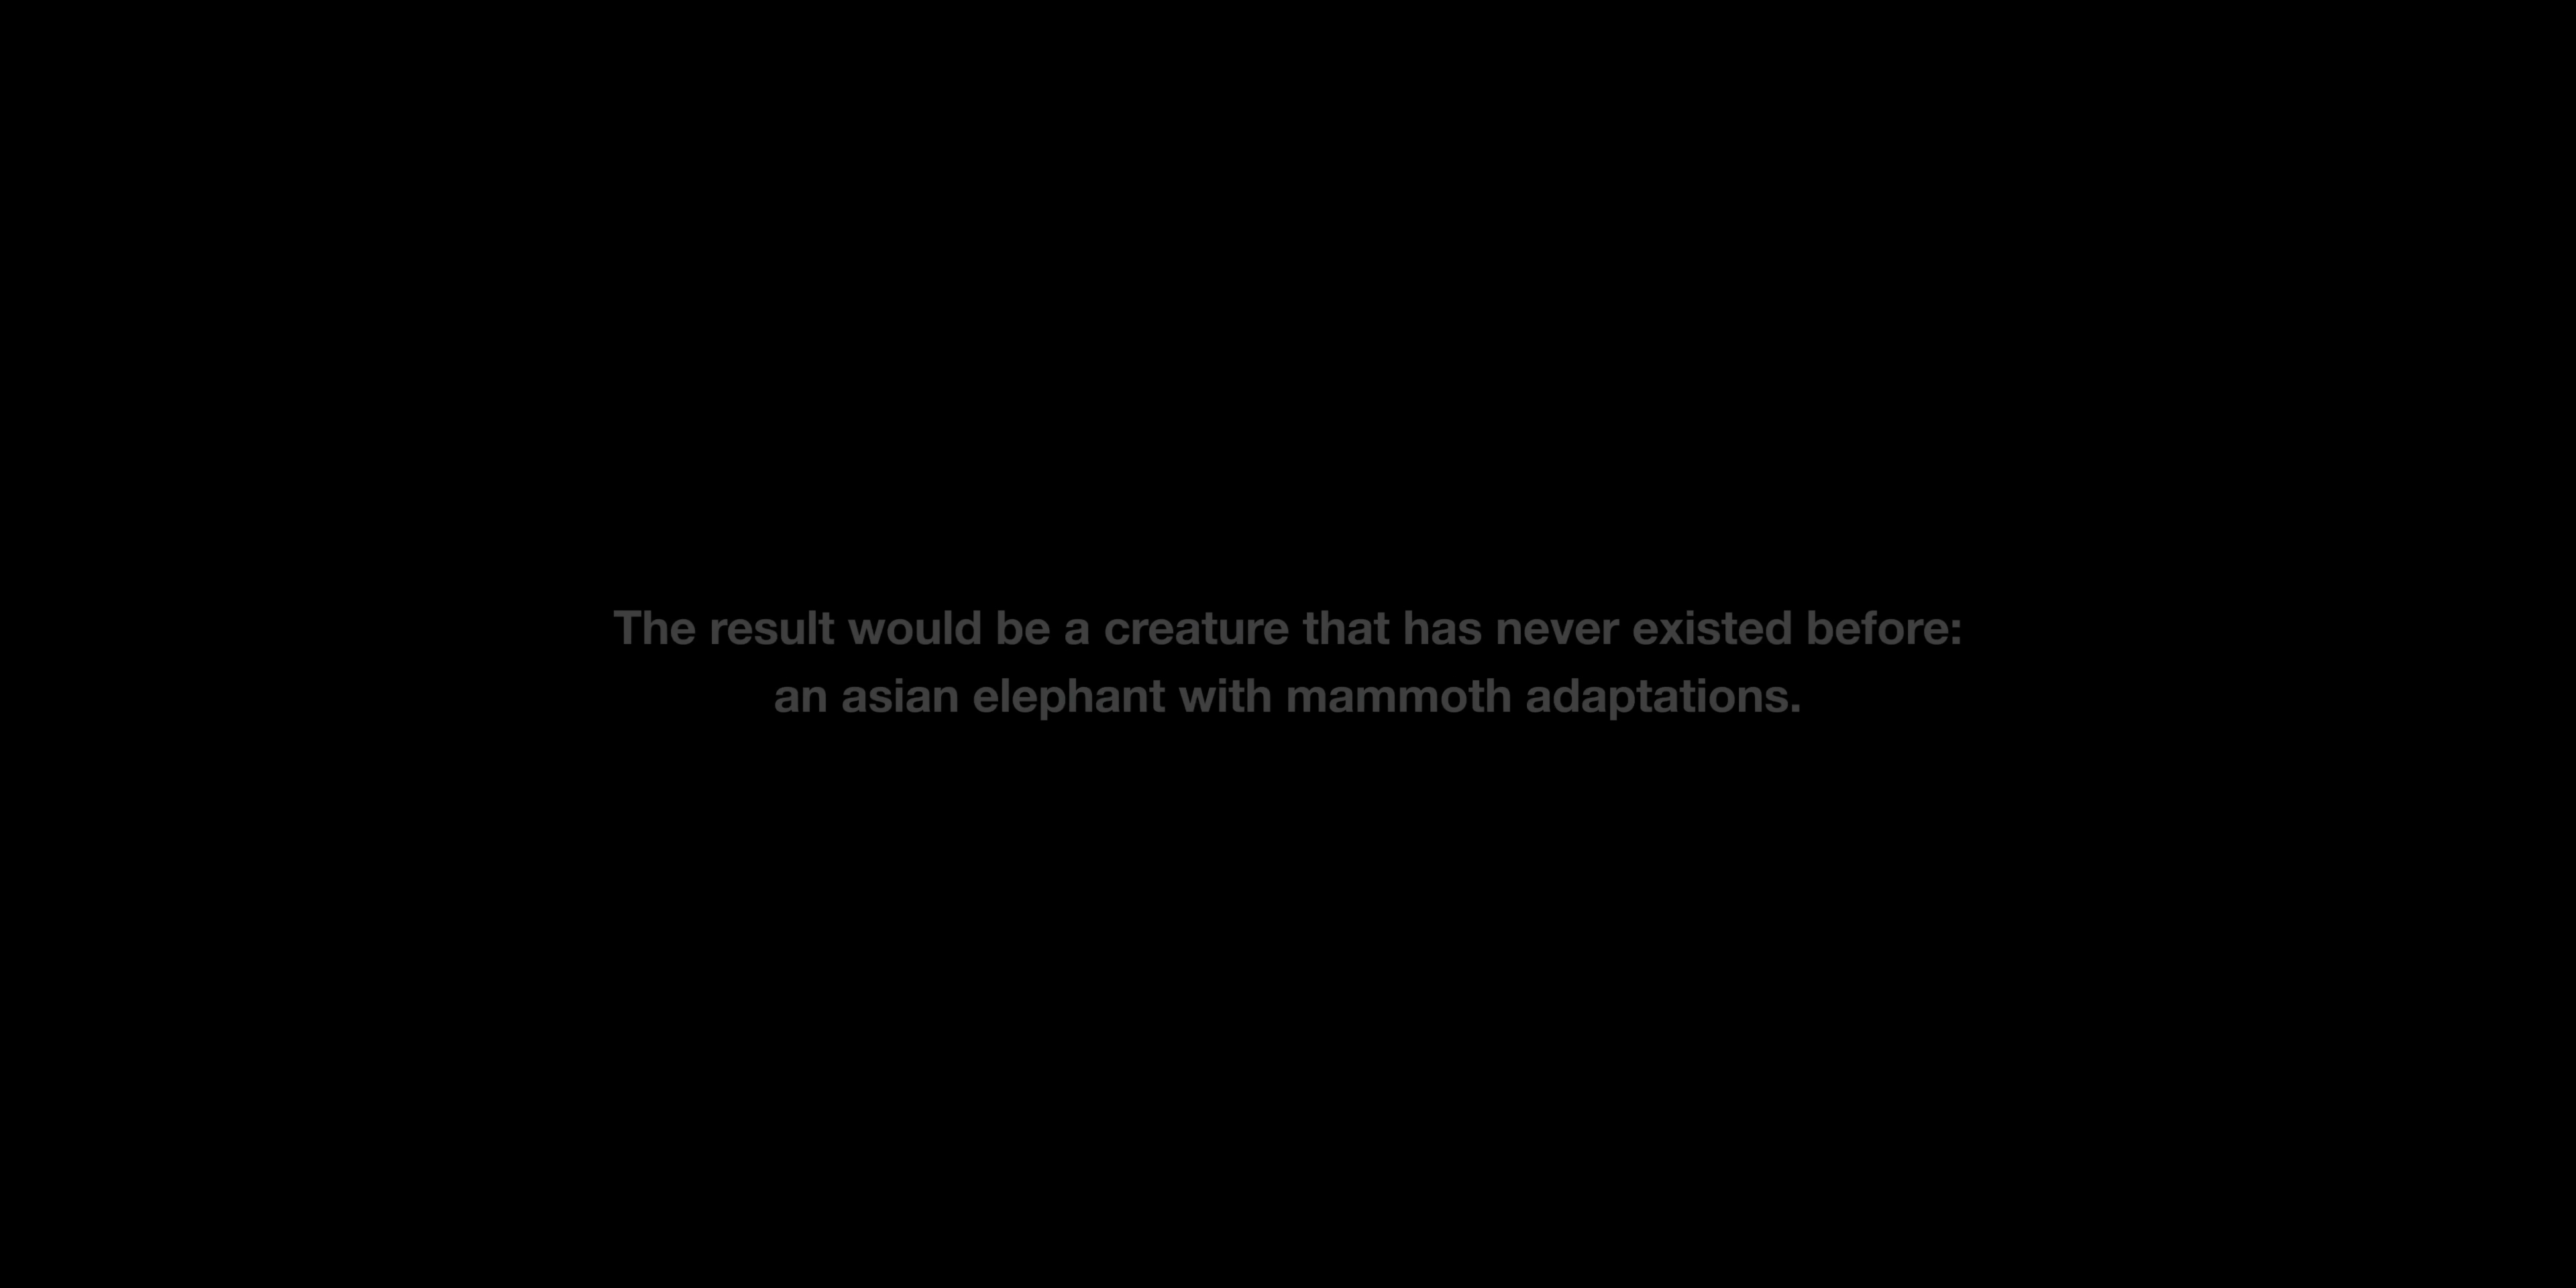 The result would be a creature that has never existed before:
an asian elephant with mammoth adaptations.